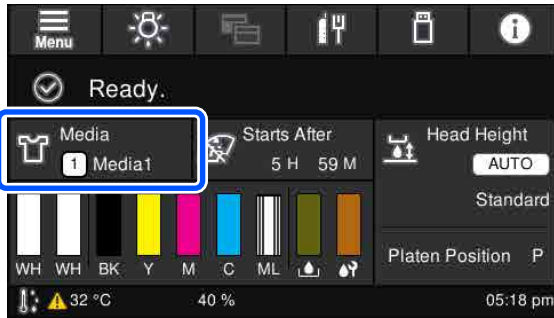 Menu
Ready.
Media
1 Media1
Starts After
5 H 59 M
Head Height
AUTO
Standard
WH WH BK Y M C ML
Platen Position P
32 °C
40 %
05:18 pm